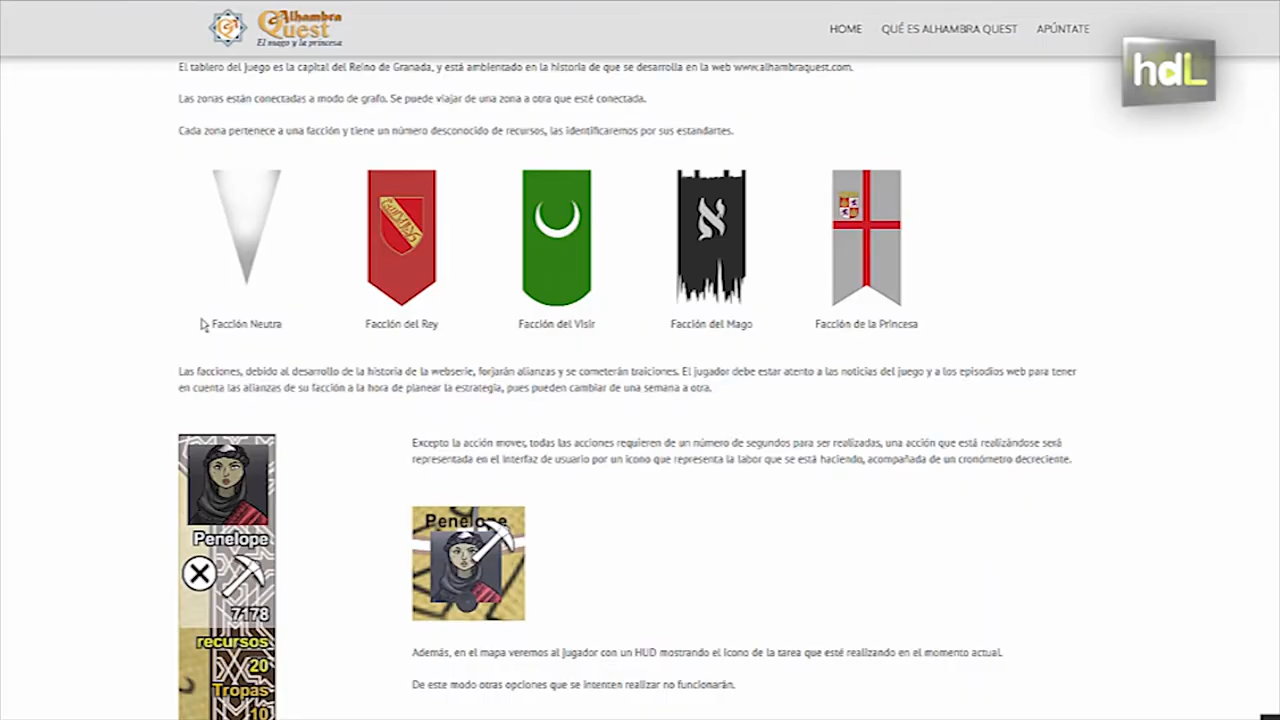 Alhambra
Quest
El mago y la princesa
HOME
QUÉ ES ALHAMBRA QUEST
APÚNTATE
hdL
El tablero del juego es la capital del Reino de Granada, y está ambientado en la historia de que se desarrolla en la web www.alhambraquest.com.
Las zonas están conectadas a modo de grafo. Se puede viajar de una zona a otra que esté conectada.
Cada zona pertenece a una facción y tiene un número desconocido de recursos, las identificaremos por sus estandartes.
Facción Neutra
Facción del Rey
Facción del Visir
Facción del Mago
Facción de la Princesa
Las facciones, debido al desarrollo de la historia de la webserie, forjarán alianzas y se cometerán traiciones. El jugador debe estar atento a las noticias del juego y a los episodios web para tener
en cuenta las alianzas de su facción a la hora de planear la estrategia, pues pueden cambiar de una semana a otra.
Penelope
7178
recursos
20
Tropas
10
Excepto la acción mover, todas las acciones requieren de un número de segundos para ser realizadas, una acción que está realizándose será
representada en el interfaz de usuario por un icono que representa la labor que se está haciendo, acompañada de un cronómetro decreciente.
Penelope
Además, en el mapa veremos al jugador con un HUD mostrando el icono de la tarea que esté realizando en el momento actual.
De este modo otras opciones que se intenten realizar no funcionarán.